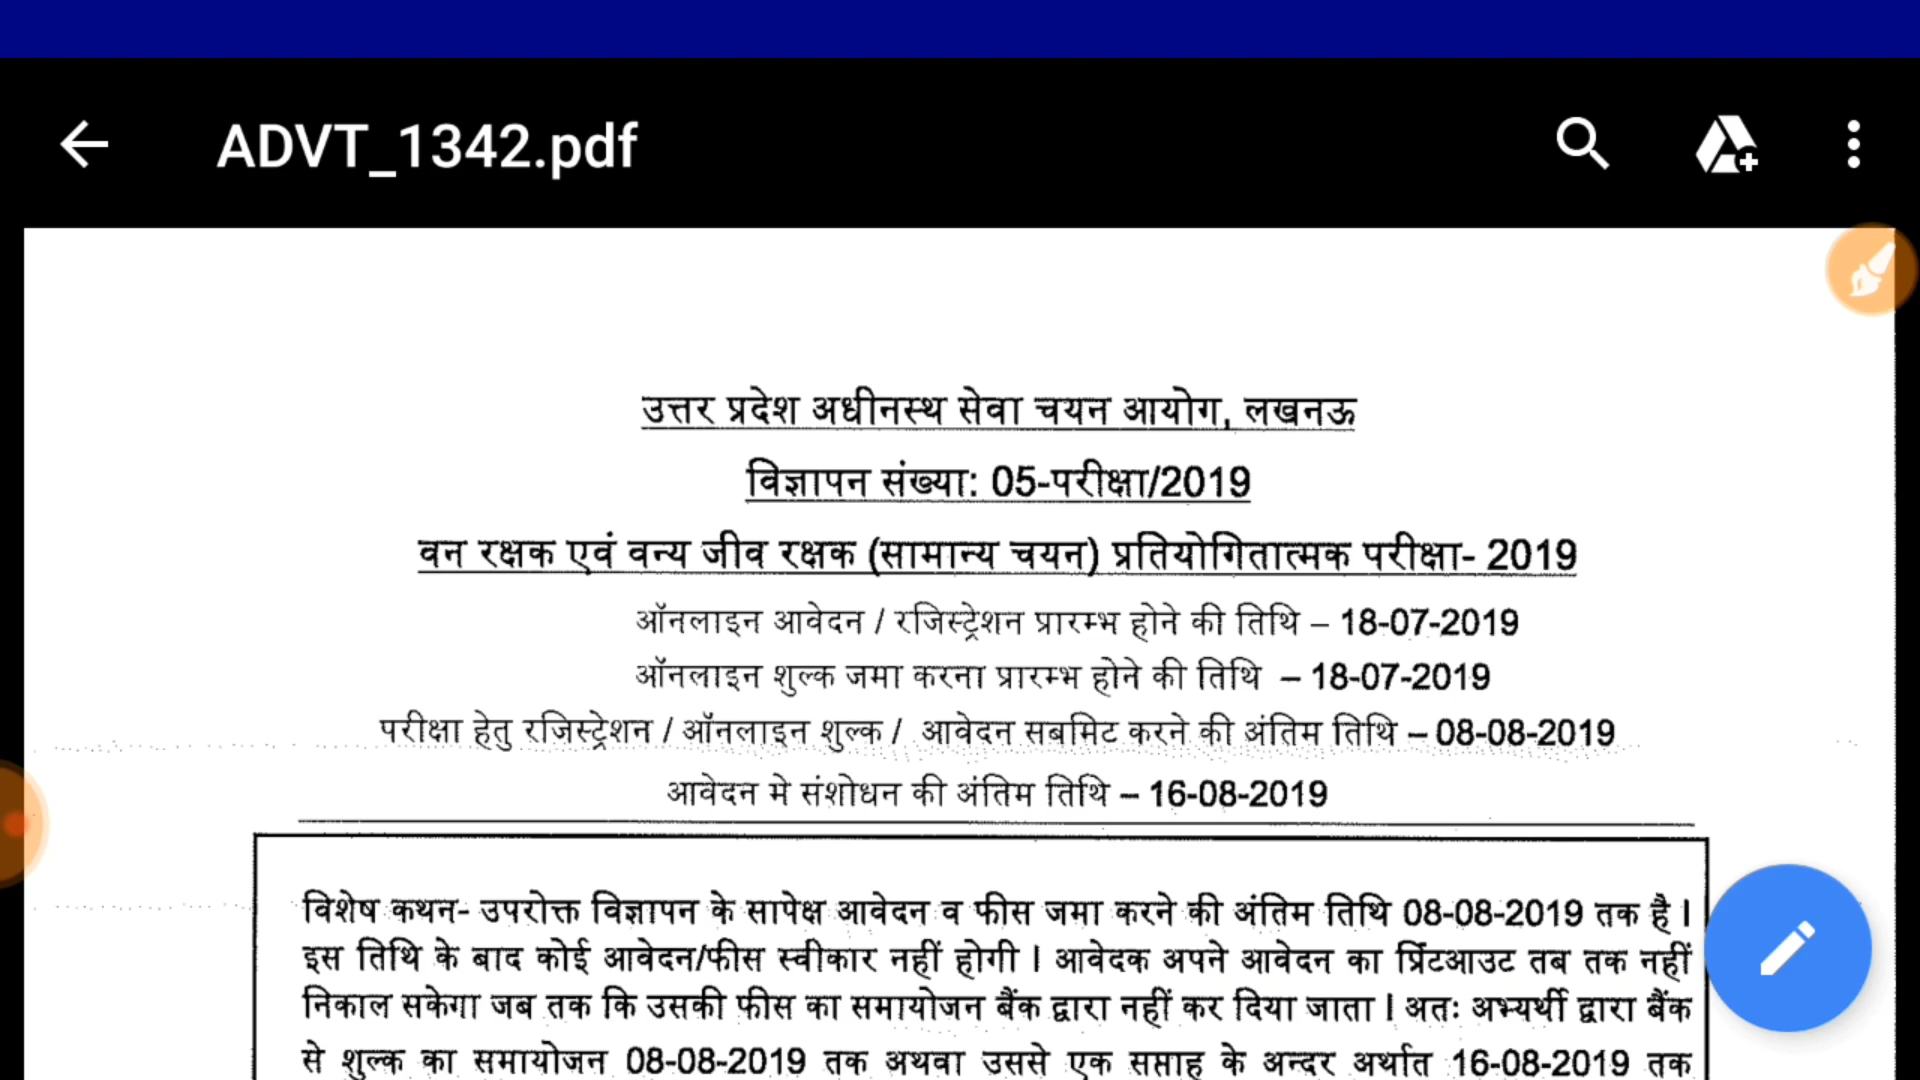 ADVT_1342.pdf
उत्तर प्रदेश अधीनस्थ सेवा चयन आयोग, लखनऊ
विज्ञापन संख्या: 05-परीक्षा/2019
वन रक्षक एवं वन्य जीव रक्षक (सामान्य चयन) प्रतियोगितात्मक परीक्षा- 2019
ऑनलाइन आवेदन / रजिस्ट्रेशन प्रारम्भ होने की तिथि – 18-07-2019
ऑनलाइन शुल्क जमा करना प्रारम्भ होने की तिथि – 18-07-2019
परीक्षा हेतु रजिस्ट्रेशन / ऑनलाइन शुल्क / आवेदन सबमिट करने की अंतिम तिथि – 08-08-2019
आवेदन मे संशोधन की अंतिम तिथि – 16-08-2019
विशेष कथन- उपरोक्त विज्ञापन के सापेक्ष आवेदन व फीस जमा करने की अंतिम तिथि 08-08-2019 तक है।
इस तिथि के बाद कोई आवेदन/फीस स्वीकार नहीं होगी। आवेदक अपने आवेदन का प्रिंटआउट तब तक नहीं
निकाल सकेगा जब तक कि उसकी फीस का समायोजन बैंक द्वारा नहीं कर दिया जाता। अतः अभ्यर्थी द्वारा बैंक
से शुल्क का समायोजन 08-08-2019 तक अथवा उससे एक सप्ताह के अन्दर अर्थात 16-08-2019 तक